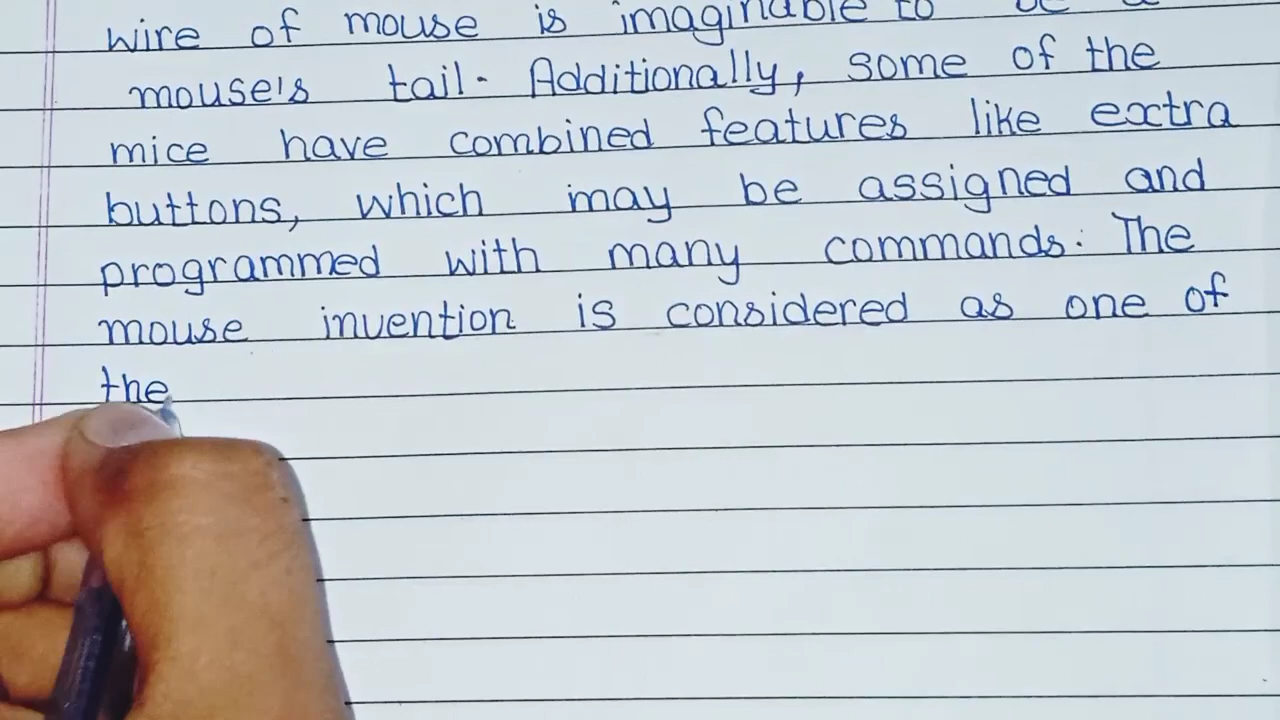 wire of mouse is imaginable to be a
mouse's tail. Additionally, some of the
mice have combined features like extra
buttons, which may be assigned and
programmed with many commands. The
mouse invention is considered as one of
the